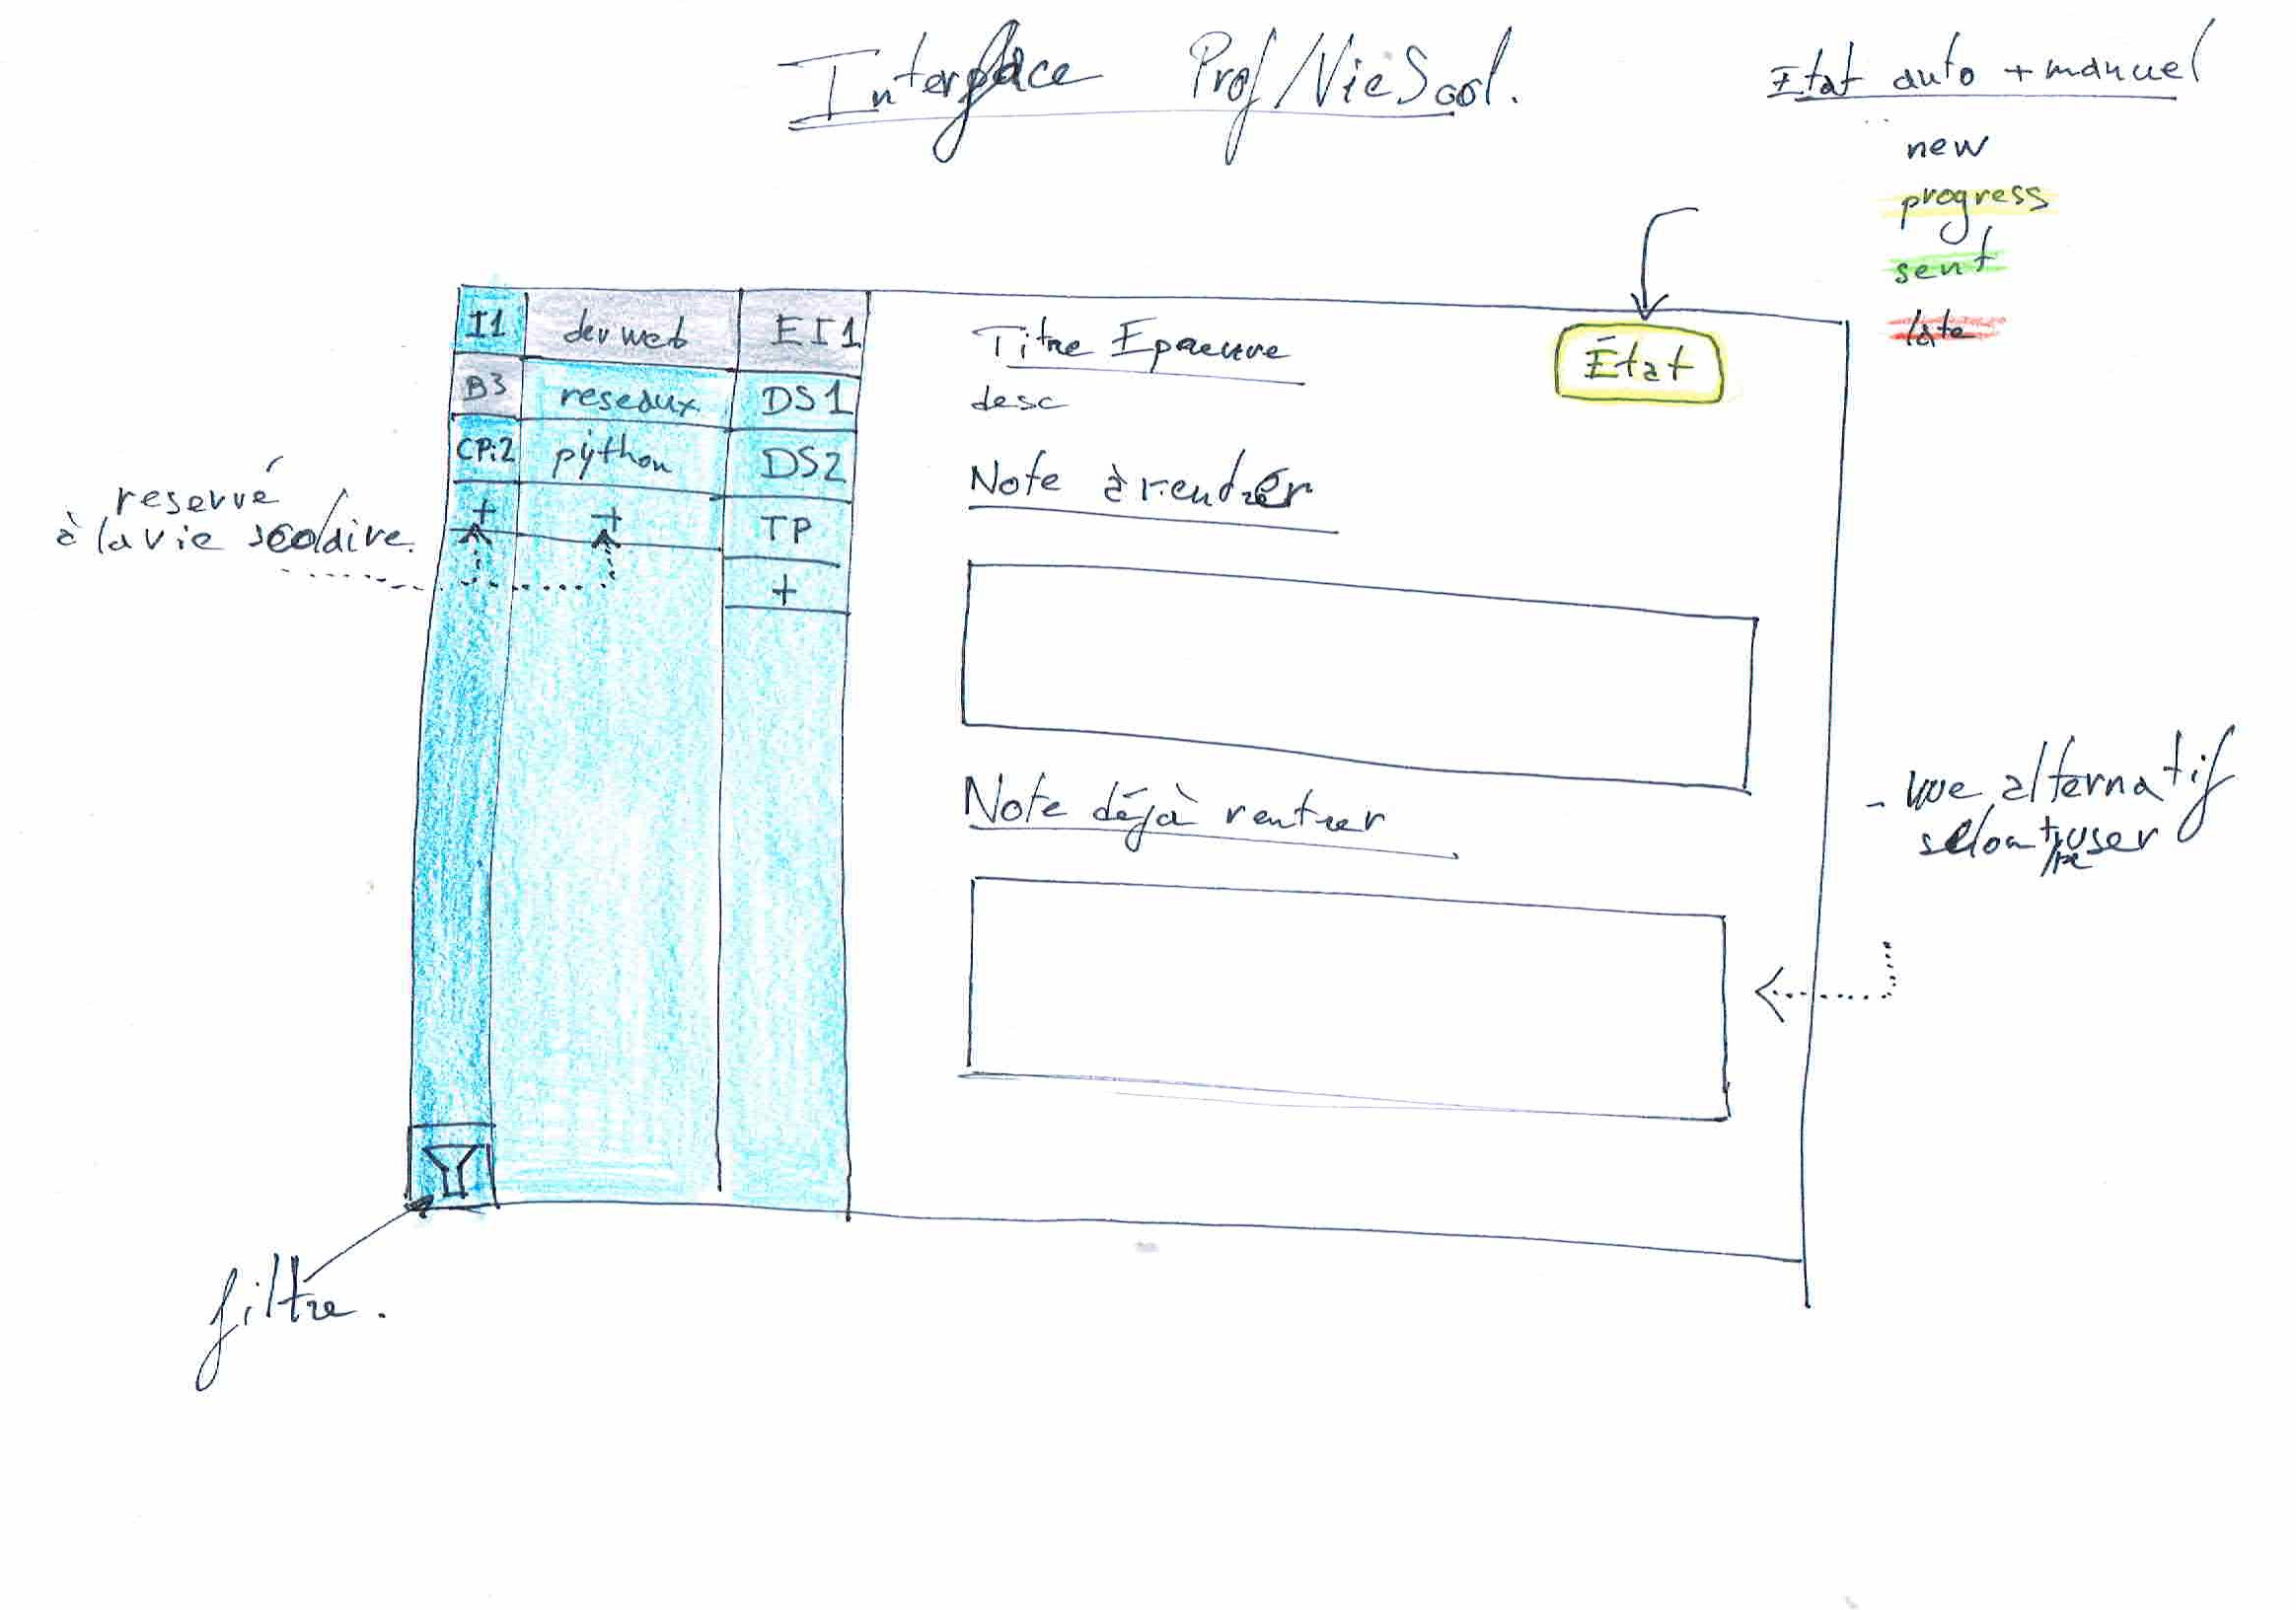 Interface Prof/VieScol.
Etat auto + manuel
new
progress
sent
late
I1 dev web EI1
B3 reseaux DS1
CPi2 python DS2
+ + TP
+
Titre Epreuve
desc
État
Note à rentrer
Note déjà rentrer
reservé
à la vie scolaire.
- vue alternatif
selon type user
filtre.